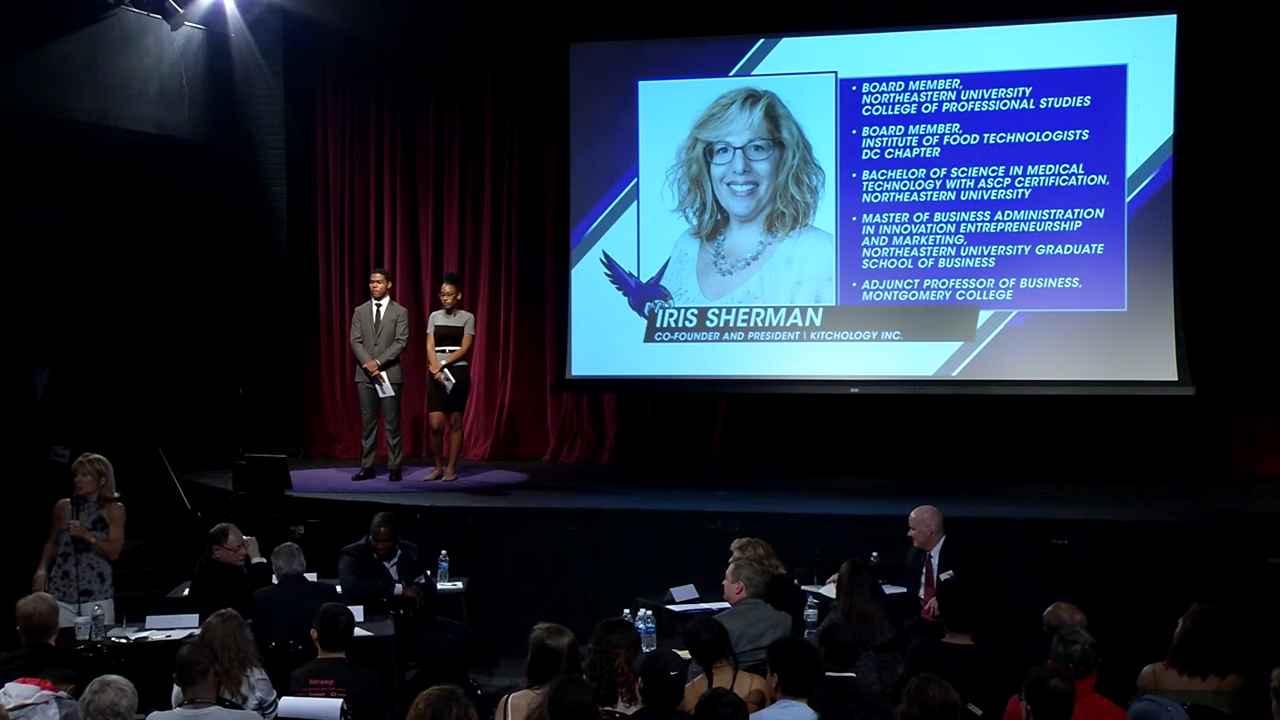 • BOARD MEMBER,
NORTHEASTERN UNIVERSITY
COLLEGE OF PROFESSIONAL STUDIES
• BOARD MEMBER,
INSTITUTE OF FOOD TECHNOLOGISTS
DC CHAPTER
• BACHELOR OF SCIENCE IN MEDICAL
TECHNOLOGY WITH ASCP CERTIFICATION,
NORTHEASTERN UNIVERSITY
• MASTER OF BUSINESS ADMINISTRATION
IN INNOVATION ENTREPRENEURSHIP
AND MARKETING,
NORTHEASTERN UNIVERSITY GRADUATE
SCHOOL OF BUSINESS
• ADJUNCT PROFESSOR OF BUSINESS,
MONTGOMERY COLLEGE
IRIS SHERMAN
CO-FOUNDER AND PRESIDENT \ KITCHOLOGY INC.
bitcamp